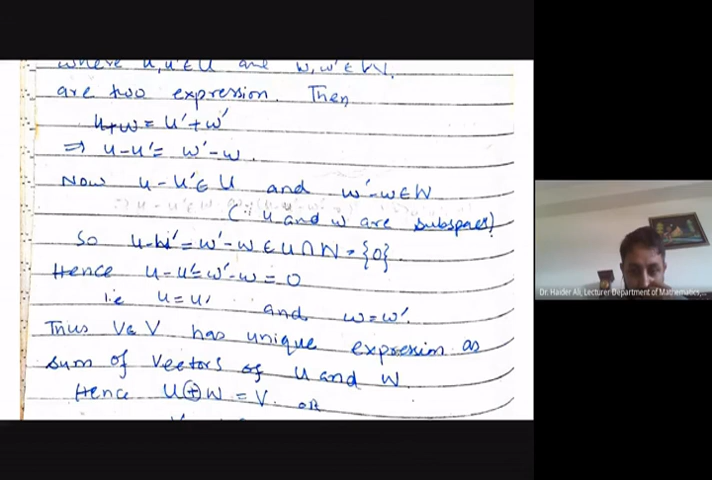 where u, u' ∈ U and w, w' ∈ W.
are two expression. Then
u+w = u'+w'
⇒ u-u' = w'-w.
Now u-u' ∈ U and w'-w ∈ W
(∵ U and W are subspaces)
So u-u' = w'-w ∈ U ∩ W = {0}.
Hence u-u' = w'-w = 0
i.e u = u' and w = w'.
Thus v ∈ V has unique expression as
sum of vectors of U and W.
Hence U ⊕ W = V. or
Dr. Haider Ali, Lecturer Department of Mathematics,...